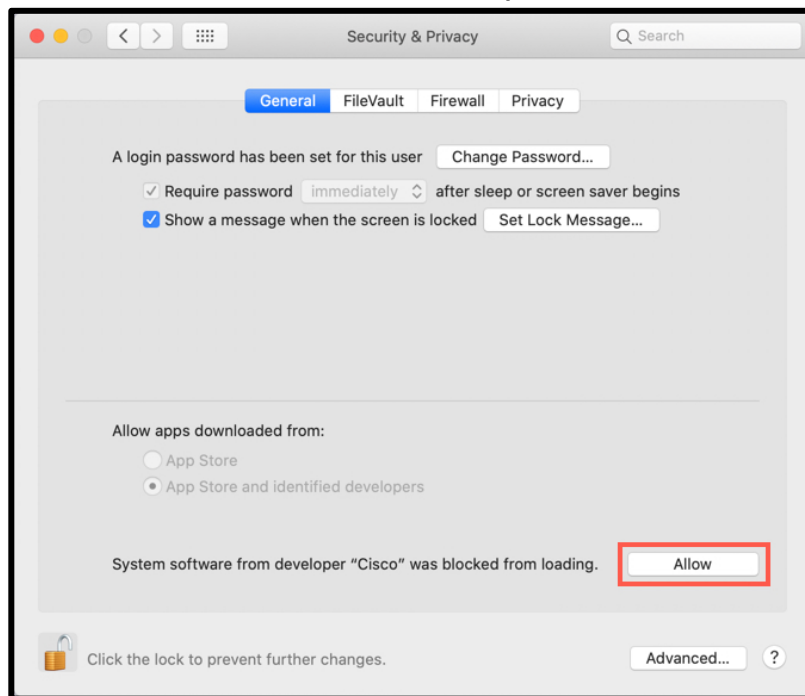 Security & Privacy
Search
General FileVault Firewall Privacy
A login password has been set for this user Change Password...
Require password immediately after sleep or screen saver begins
Show a message when the screen is locked Set Lock Message...
Allow apps downloaded from:
App Store
App Store and identified developers
System software from developer “Cisco” was blocked from loading. Allow
Click the lock to prevent further changes. Advanced... ?